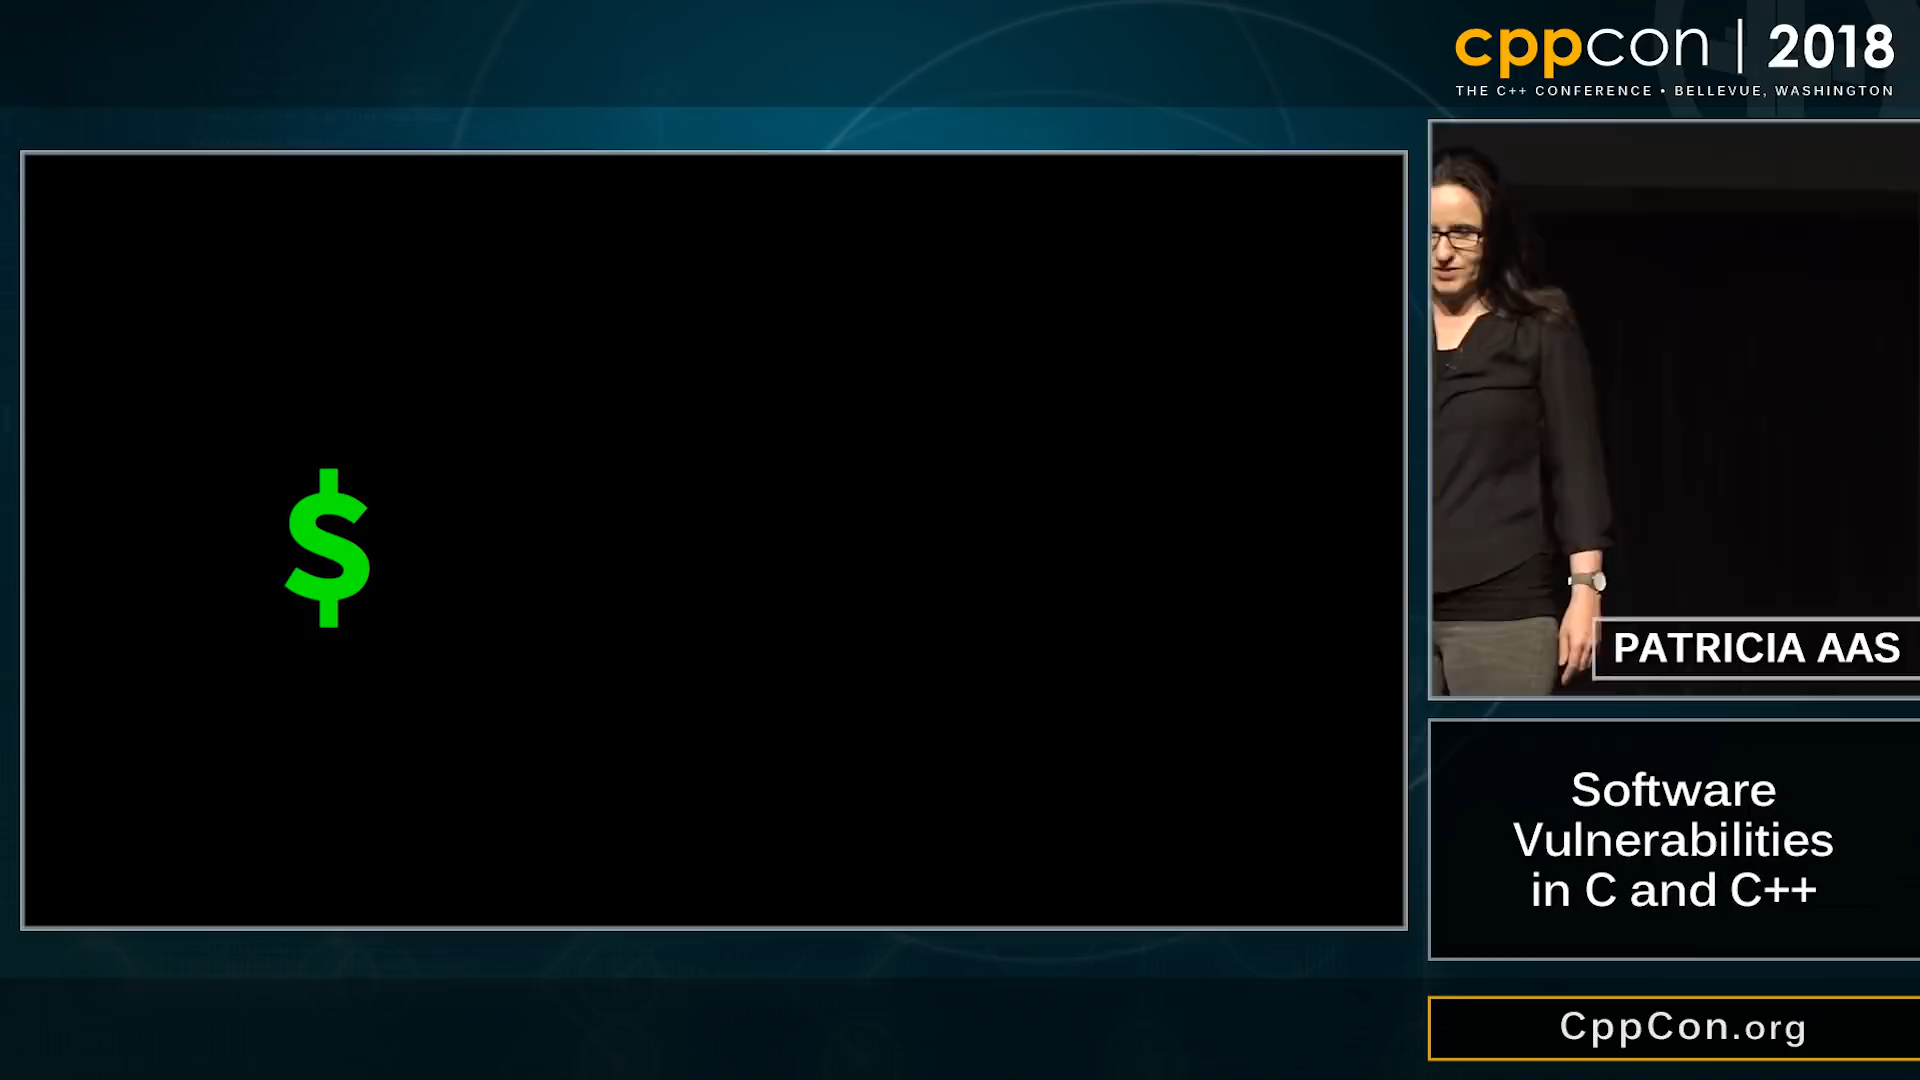 cppcon | 2018
THE C++ CONFERENCE • BELLEVUE, WASHINGTON
$
PATRICIA AAS
Software
Vulnerabilities
in C and C++
CppCon.org